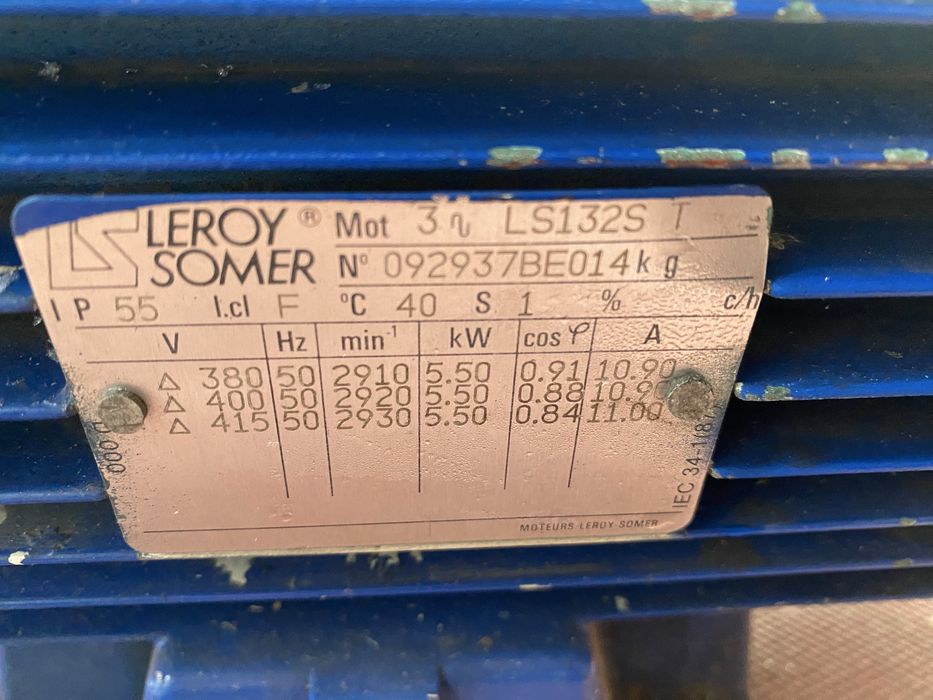 LEROY SOMER ® Mot 3 ∿ LS132S T
N° 092937BE014 kg
IP 55 I.cl F °C 40 S 1 % c/h
V Hz min⁻¹ kW cos φ A
△ 380 50 2910 5.50 0.91 10.90
△ 400 50 2920 5.50 0.88 10.90
△ 415 50 2930 5.50 0.84 11.00
IEC 34-1/87
MOTEURS LEROY-SOMER